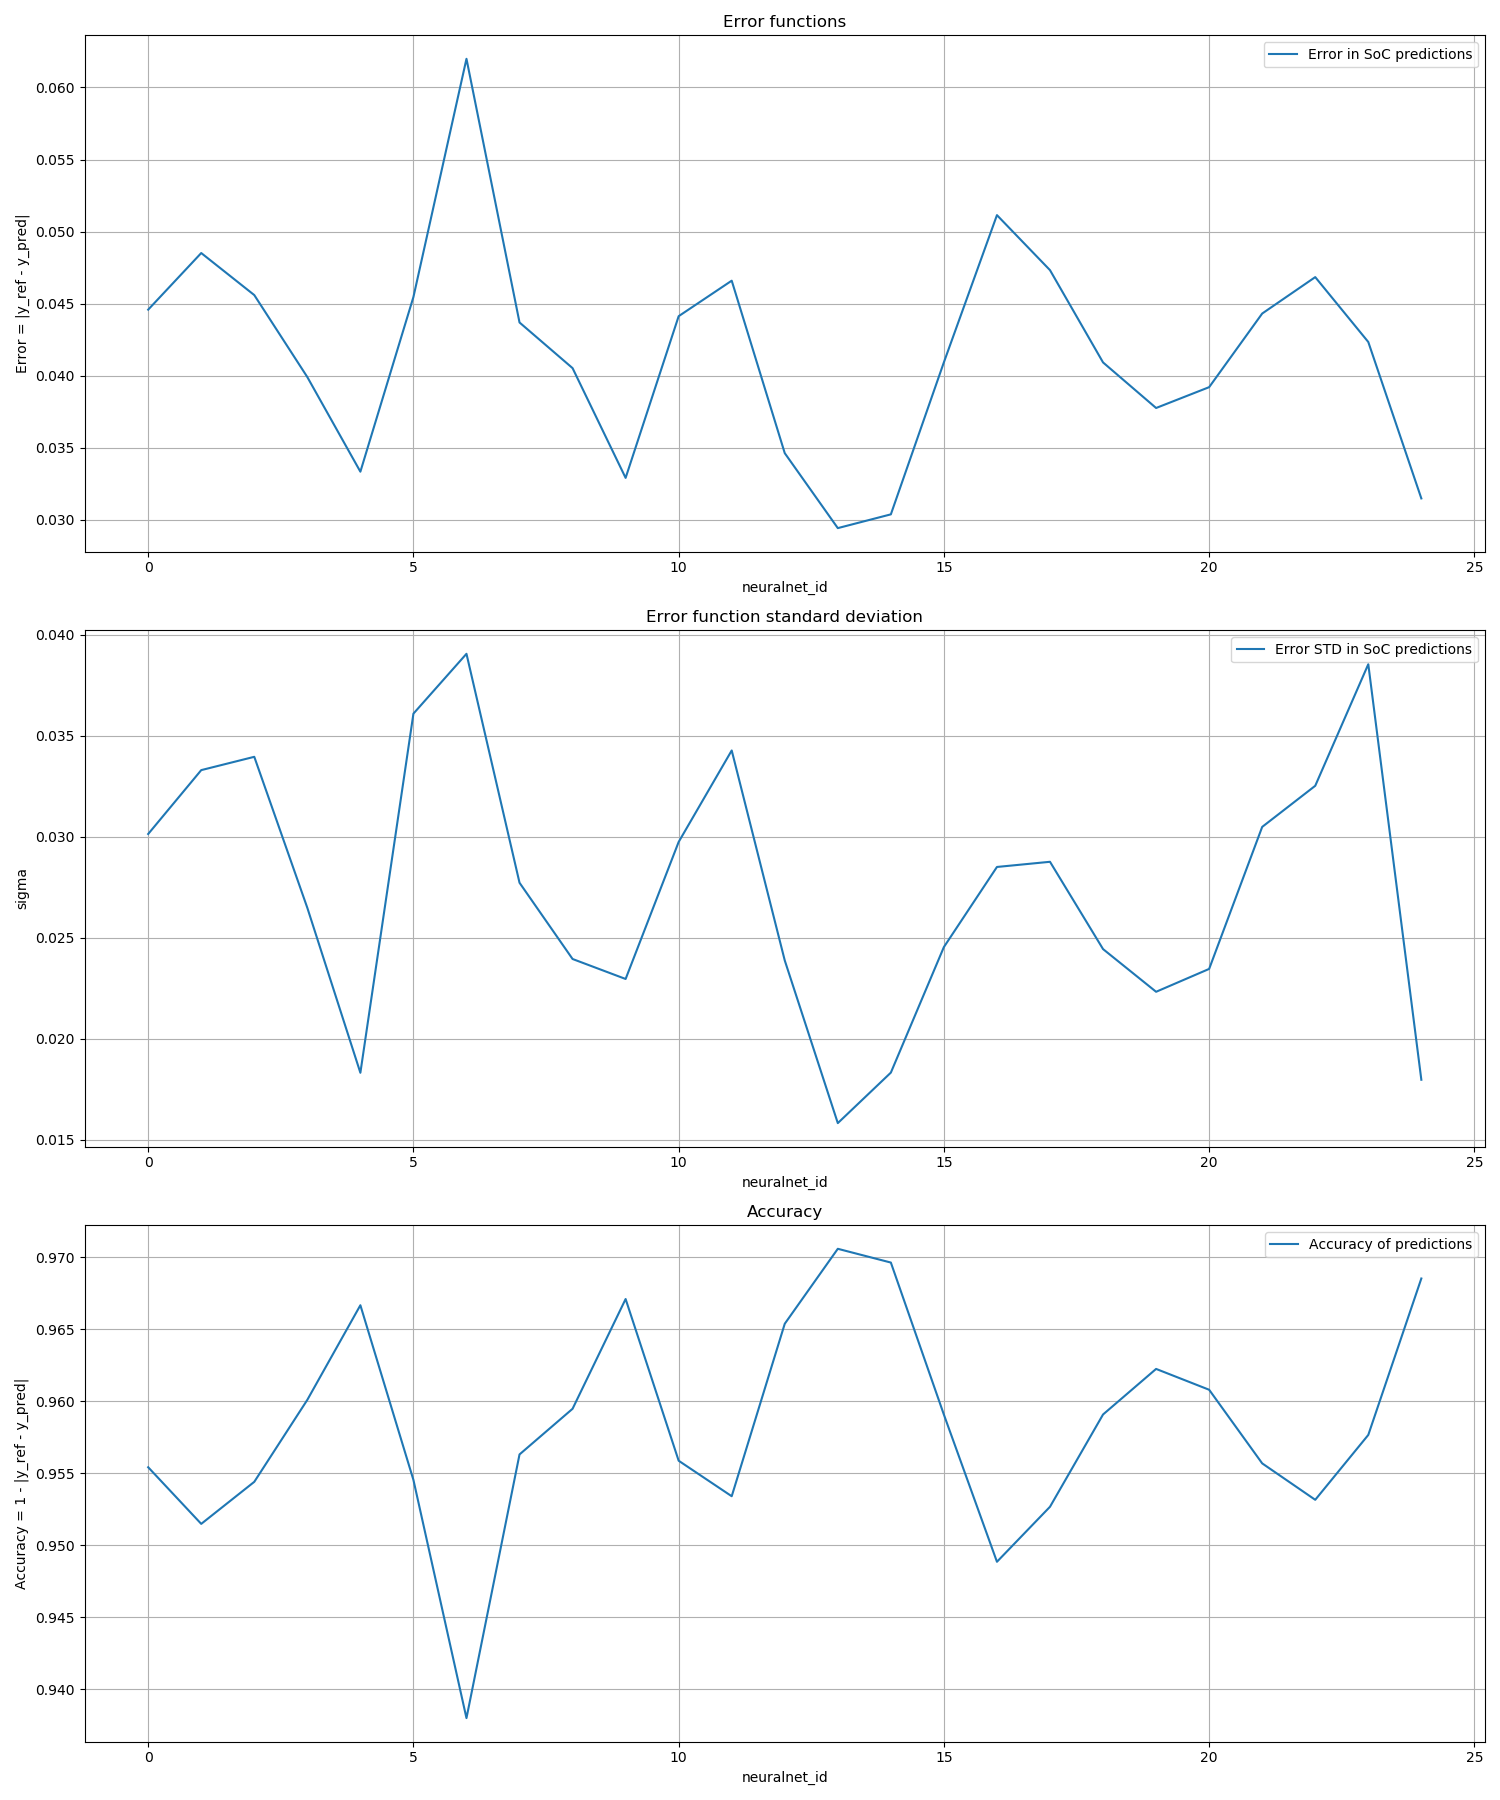 Error functions
Error in SoC predictions
0.060
0.055
0.050
0.045
0.040
0.035
0.030
Error = |y_ref - y_pred|
0 5 10 15 20 25
neuralnet_id
Error function standard deviation
Error STD in SoC predictions
0.040
0.035
0.030
0.025
0.020
0.015
sigma
0 5 10 15 20 25
neuralnet_id
Accuracy
Accuracy of predictions
0.970
0.965
0.960
0.955
0.950
0.945
0.940
Accuracy = 1 - |y_ref - y_pred|
0 5 10 15 20 25
neuralnet_id